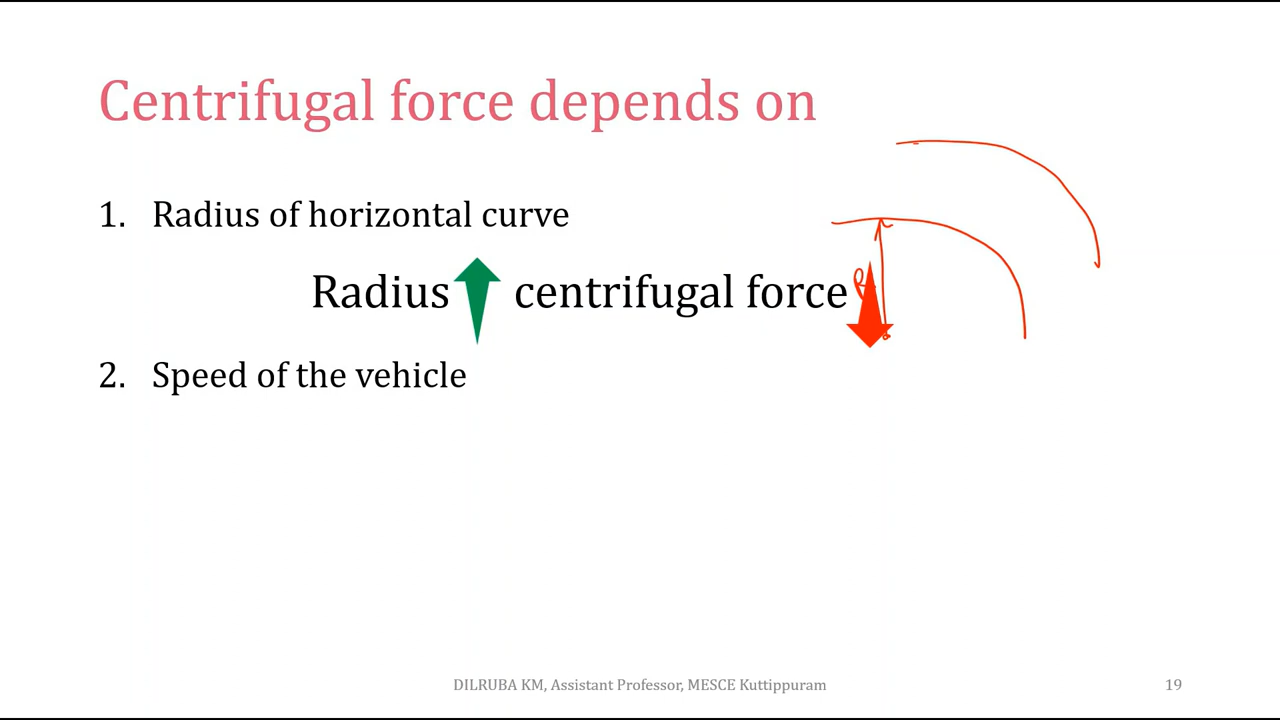 Centrifugal force depends on
1. Radius of horizontal curve
Radius centrifugal force
R
2. Speed of the vehicle
DILRUBA KM, Assistant Professor, MESCE Kuttippuram 19